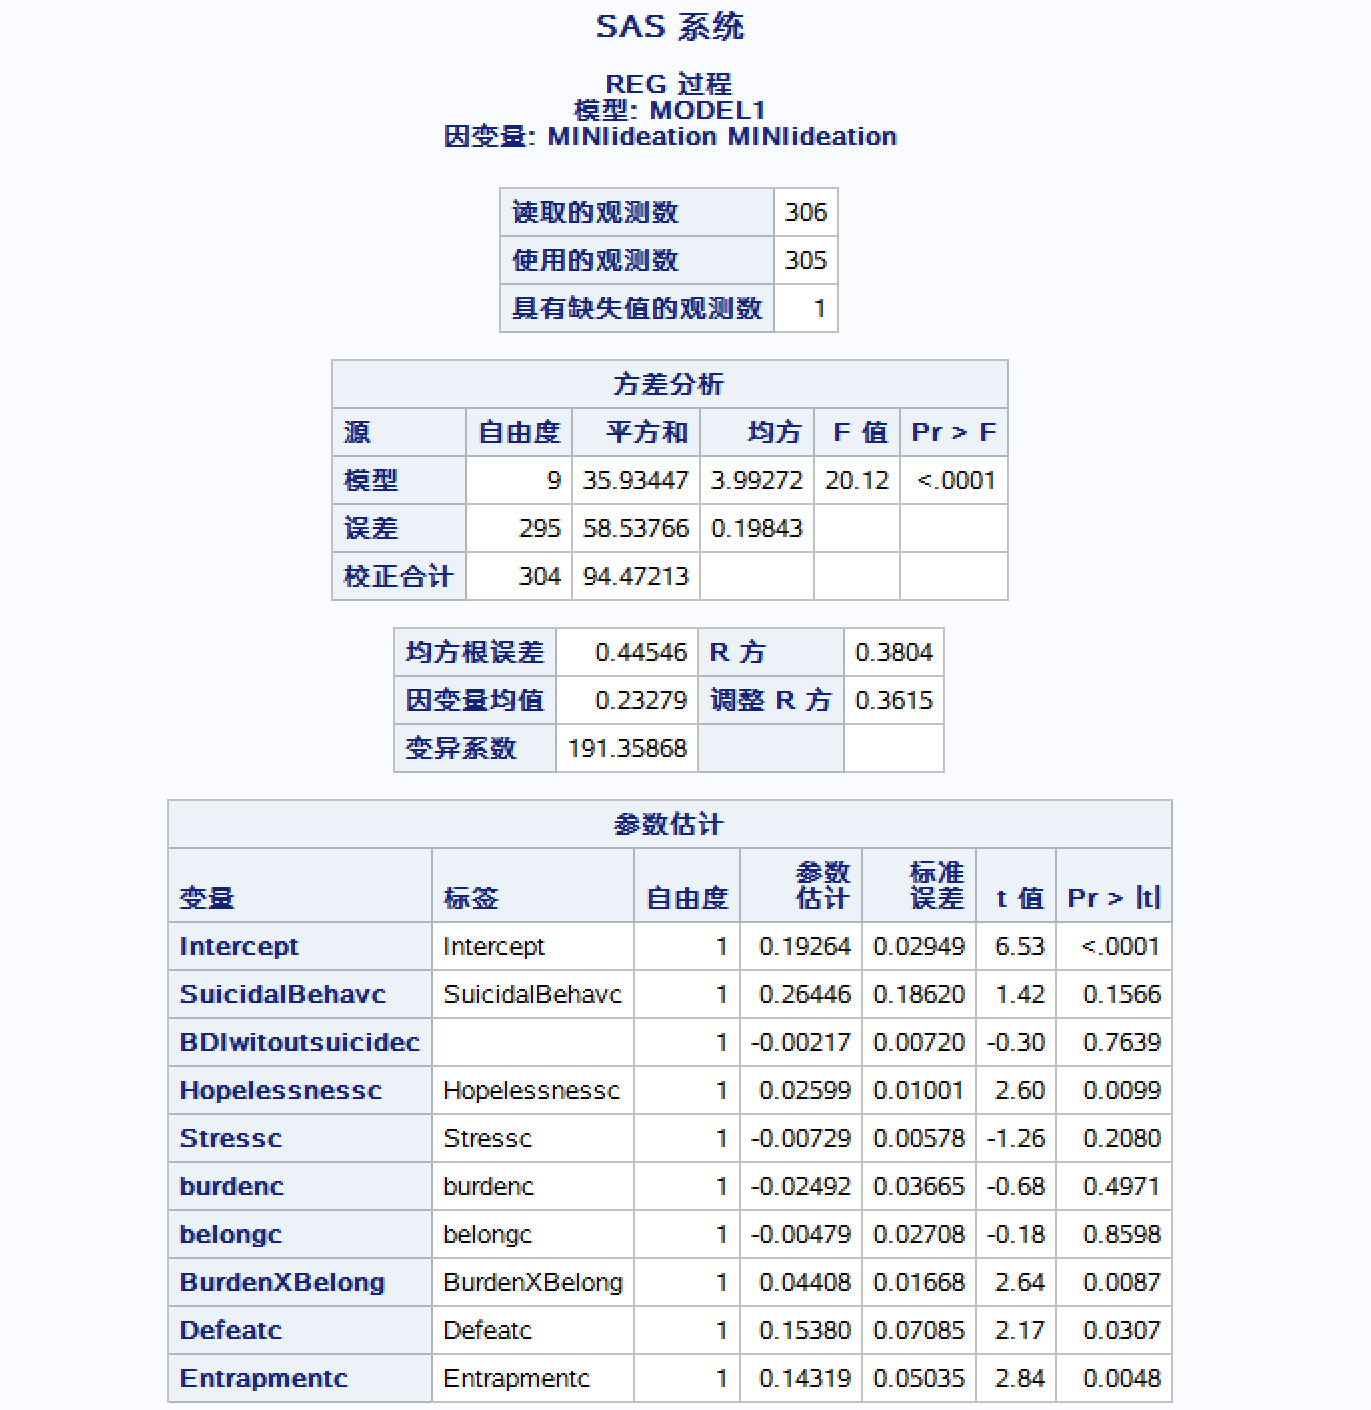 SAS 系统
REG 过程
模型: MODEL1
因变量: MINIideation MINIideation
读取的观测数 306
使用的观测数 305
具有缺失值的观测数 1
方差分析
源 自由度 平方和 均方 F 值 Pr > F
模型 9 35.93447 3.99272 20.12 <.0001
误差 295 58.53766 0.19843
校正合计 304 94.47213
均方根误差 0.44546 R 方 0.3804
因变量均值 0.23279 调整 R 方 0.3615
变异系数 191.35868
参数估计
变量 标签 自由度 参数估计 标准误差 t 值 Pr > |t|
Intercept Intercept 1 0.19264 0.02949 6.53 <.0001
SuicidalBehavc SuicidalBehavc 1 0.26446 0.18620 1.42 0.1566
BDIwitoutsuicidec 1 -0.00217 0.00720 -0.30 0.7639
Hopelessnessc Hopelessnessc 1 0.02599 0.01001 2.60 0.0099
Stressc Stressc 1 -0.00729 0.00578 -1.26 0.2080
burdenc burdenc 1 -0.02492 0.03665 -0.68 0.4971
belongc belongc 1 -0.00479 0.02708 -0.18 0.8598
BurdenXBelong BurdenXBelong 1 0.04408 0.01668 2.64 0.0087
Defeatc Defeatc 1 0.15380 0.07085 2.17 0.0307
Entrapmentc Entrapmentc 1 0.14319 0.05035 2.84 0.0048